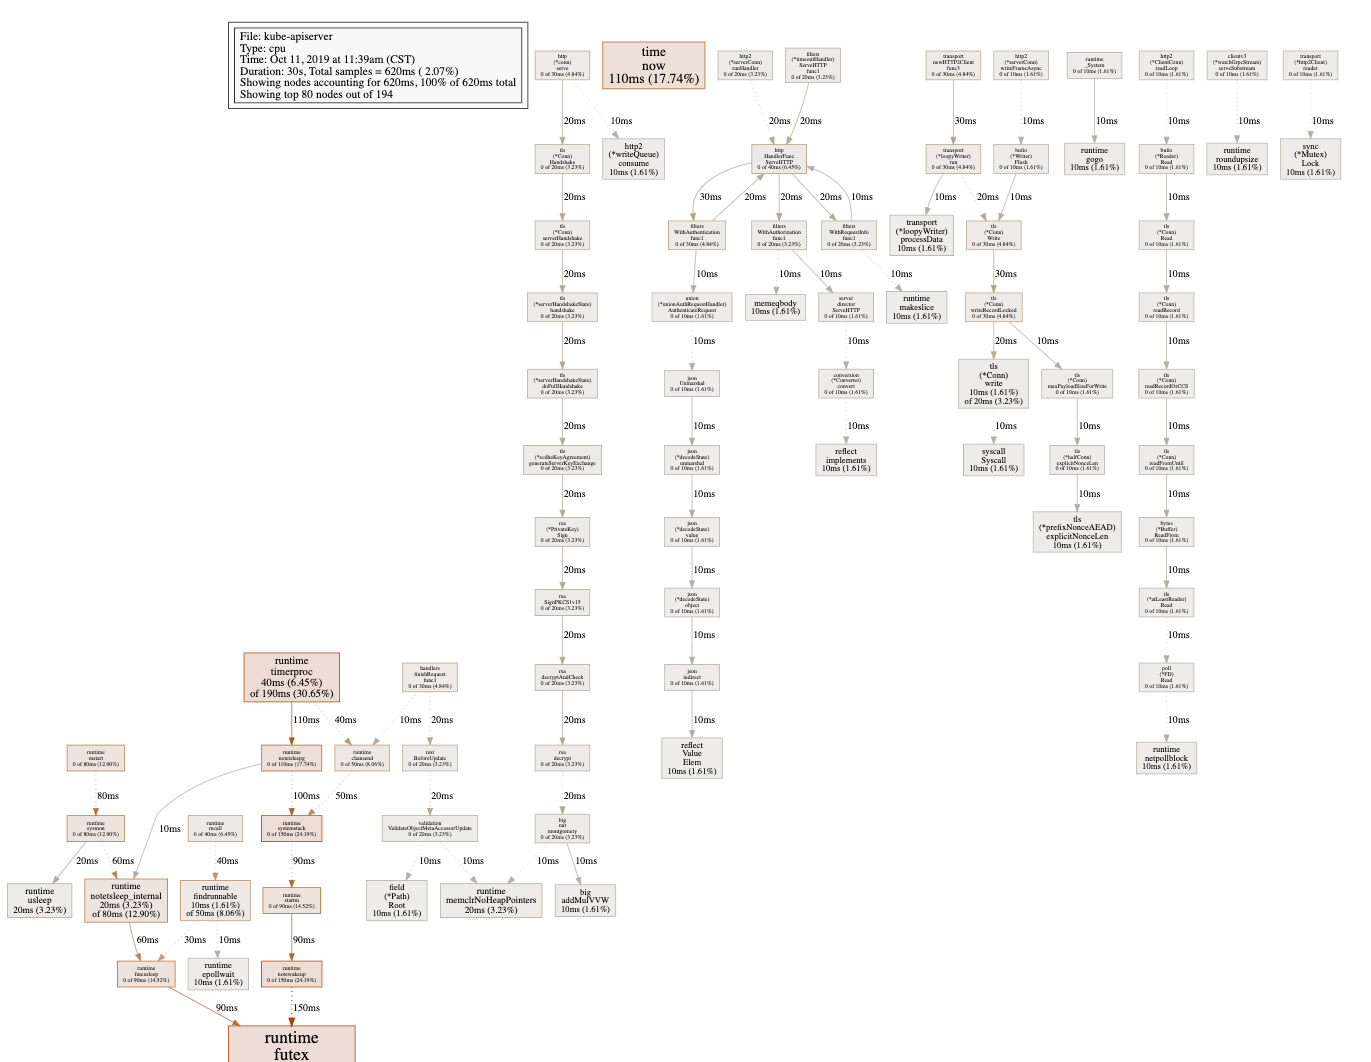 File: kube-apiserver
Type: cpu
Time: Oct 11, 2019 at 11:39am (CST)
Duration: 30s, Total samples = 620ms ( 2.07%)
Showing nodes accounting for 620ms, 100% of 620ms total
Showing top 80 nodes out of 194
http
(*conn)
serve
0 of 30ms (4.84%)
time
now
110ms (17.74%)
http2
(*serverConn)
runHandler
0 of 20ms (3.23%)
filters
(*timeoutHandler)
ServeHTTP
func1
0 of 20ms (3.23%)
transport
newHTTP2Client
func3
0 of 30ms (4.84%)
http2
(*serverConn)
writeFrameAsync
0 of 10ms (1.61%)
runtime
_System
0 of 10ms (1.61%)
http2
(*ClientConn)
readLoop
0 of 10ms (1.61%)
clientv3
(*watchGrpcStream)
serveSubstream
0 of 10ms (1.61%)
transport
(*http2Client)
reader
0 of 10ms (1.61%)
20ms
10ms
20ms
20ms
30ms
10ms
10ms
10ms
10ms
10ms
tls
(*Conn)
Handshake
0 of 20ms (3.23%)
http2
(*writeQueue)
consume
10ms (1.61%)
http
HandlerFunc
ServeHTTP
0 of 40ms (6.45%)
transport
(*loopyWriter)
run
0 of 30ms (4.84%)
bufio
(*Writer)
Flush
0 of 10ms (1.61%)
runtime
gogo
10ms (1.61%)
bufio
(*Reader)
Read
0 of 10ms (1.61%)
runtime
roundupsize
10ms (1.61%)
sync
(*Mutex)
Lock
10ms (1.61%)
20ms
30ms
20ms
20ms
20ms
10ms
10ms
20ms
10ms
10ms
tls
(*Conn)
serverHandshake
0 of 20ms (3.23%)
filters
WithAuthentication
func1
0 of 30ms (4.84%)
filters
WithAuthorization
func1
0 of 20ms (3.23%)
filters
WithRequestInfo
func1
0 of 20ms (3.23%)
transport
(*loopyWriter)
processData
10ms (1.61%)
tls
(*Conn)
Write
0 of 30ms (4.84%)
tls
(*Conn)
Read
0 of 10ms (1.61%)
20ms
10ms
10ms
10ms
10ms
30ms
10ms
tls
(*serverHandshakeState)
handshake
0 of 20ms (3.23%)
union
(*unionAuthRequestHandler)
AuthenticateRequest
0 of 10ms (1.61%)
memeqbody
10ms (1.61%)
server
director
ServeHTTP
0 of 10ms (1.61%)
runtime
makeslice
10ms (1.61%)
tls
(*Conn)
writeRecordLocked
0 of 30ms (4.84%)
tls
(*Conn)
readRecord
0 of 10ms (1.61%)
20ms
10ms
10ms
20ms
10ms
10ms
tls
(*serverHandshakeState)
doFullHandshake
0 of 20ms (3.23%)
json
Unmarshal
0 of 10ms (1.61%)
conversion
(*Converter)
convert
0 of 10ms (1.61%)
tls
(*Conn)
write
10ms (1.61%)
of 20ms (3.23%)
tls
(*Conn)
maxPayloadSizeForWrite
0 of 10ms (1.61%)
tls
(*Conn)
readRecordOrCCS
0 of 10ms (1.61%)
20ms
10ms
10ms
10ms
10ms
10ms
tls
(*ecdheKeyAgreement)
generateServerKeyExchange
0 of 20ms (3.23%)
json
(*decodeState)
unmarshal
0 of 10ms (1.61%)
reflect
implements
10ms (1.61%)
syscall
Syscall
10ms (1.61%)
tls
(*halfConn)
explicitNonceLen
0 of 10ms (1.61%)
tls
(*Conn)
readFromUntil
0 of 10ms (1.61%)
20ms
10ms
10ms
10ms
rsa
(*PrivateKey)
Sign
0 of 20ms (3.23%)
json
(*decodeState)
value
0 of 10ms (1.61%)
tls
(*prefixNonceAEAD)
explicitNonceLen
10ms (1.61%)
bytes
(*Buffer)
ReadFrom
0 of 10ms (1.61%)
20ms
10ms
10ms
rsa
SignPKCS1v15
0 of 20ms (3.23%)
json
(*decodeState)
object
0 of 10ms (1.61%)
tls
(*atLeastReader)
Read
0 of 10ms (1.61%)
20ms
10ms
10ms
runtime
timerproc
40ms (6.45%)
of 190ms (30.65%)
handlers
finishRequest
func1
0 of 30ms (4.84%)
rsa
decryptAndCheck
0 of 20ms (3.23%)
json
indirect
0 of 10ms (1.61%)
poll
(*FD)
Read
0 of 10ms (1.61%)
110ms
40ms
10ms
20ms
20ms
10ms
10ms
runtime
mstart
0 of 80ms (12.90%)
runtime
notetsleepg
0 of 110ms (17.74%)
runtime
chansend
0 of 50ms (8.06%)
rest
BeforeUpdate
0 of 20ms (3.23%)
rsa
decrypt
0 of 20ms (3.23%)
reflect
Value
Elem
10ms (1.61%)
runtime
netpollblock
10ms (1.61%)
80ms
100ms
50ms
20ms
20ms
runtime
sysmon
0 of 80ms (12.90%)
10ms
runtime
mcall
0 of 40ms (6.45%)
runtime
systemstack
0 of 150ms (24.19%)
validation
ValidateObjectMetaAccessorUpdate
0 of 20ms (3.23%)
big
nat
montgomery
0 of 20ms (3.23%)
20ms
60ms
40ms
90ms
10ms
10ms
10ms
10ms
runtime
usleep
20ms (3.23%)
runtime
notetsleep_internal
20ms (3.23%)
of 80ms (12.90%)
runtime
findrunnable
10ms (1.61%)
of 50ms (8.06%)
runtime
startm
0 of 90ms (14.52%)
field
(*Path)
Root
10ms (1.61%)
runtime
memclrNoHeapPointers
20ms (3.23%)
big
addMulVVW
10ms (1.61%)
60ms
30ms
10ms
90ms
runtime
futexsleep
0 of 90ms (14.52%)
runtime
epollwait
10ms (1.61%)
runtime
notewakeup
0 of 150ms (24.19%)
90ms
150ms
runtime
futex